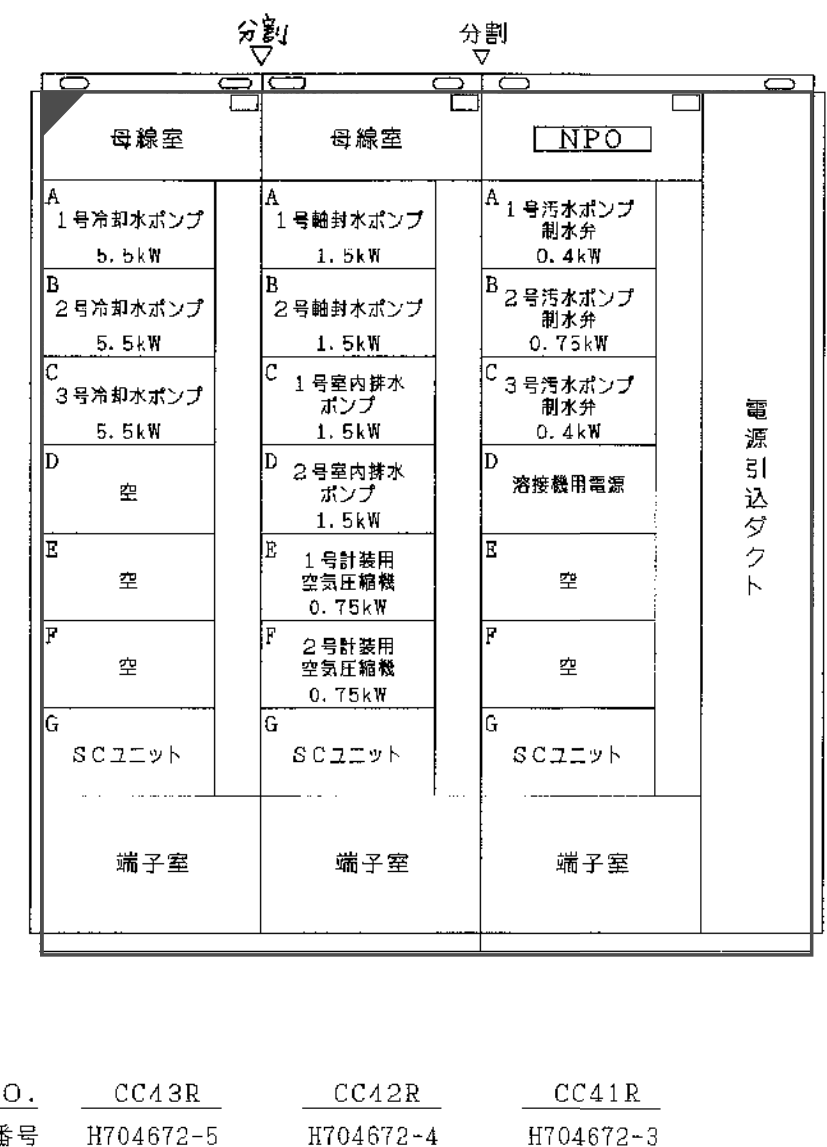 分割
分割
母線室
母線室
NPO
A
1号冷却水ポンプ
5.5kW
B
2号冷却水ポンプ
5.5kW
C
3号冷却水ポンプ
5.5kW
D
空
E
空
F
空
G
SCユニット
端子室
A
1号軸封水ポンプ
1.5kW
B
2号軸封水ポンプ
1.5kW
C
1号室内排水
ポンプ
1.5kW
D
2号室内排水
ポンプ
1.5kW
E
1号計装用
空気圧縮機
0.75kW
F
2号計装用
空気圧縮機
0.75kW
G
SCユニット
端子室
A
1号汚水ポンプ
制水弁
0.4kW
B
2号汚水ポンプ
制水弁
0.75kW
C
3号汚水ポンプ
制水弁
0.4kW
D
溶接機用電源
E
空
F
空
G
SCユニット
端子室
電源引込ダクト
O. CC43R CC42R CC41R
番号 H704672-5 H704672-4 H704672-3